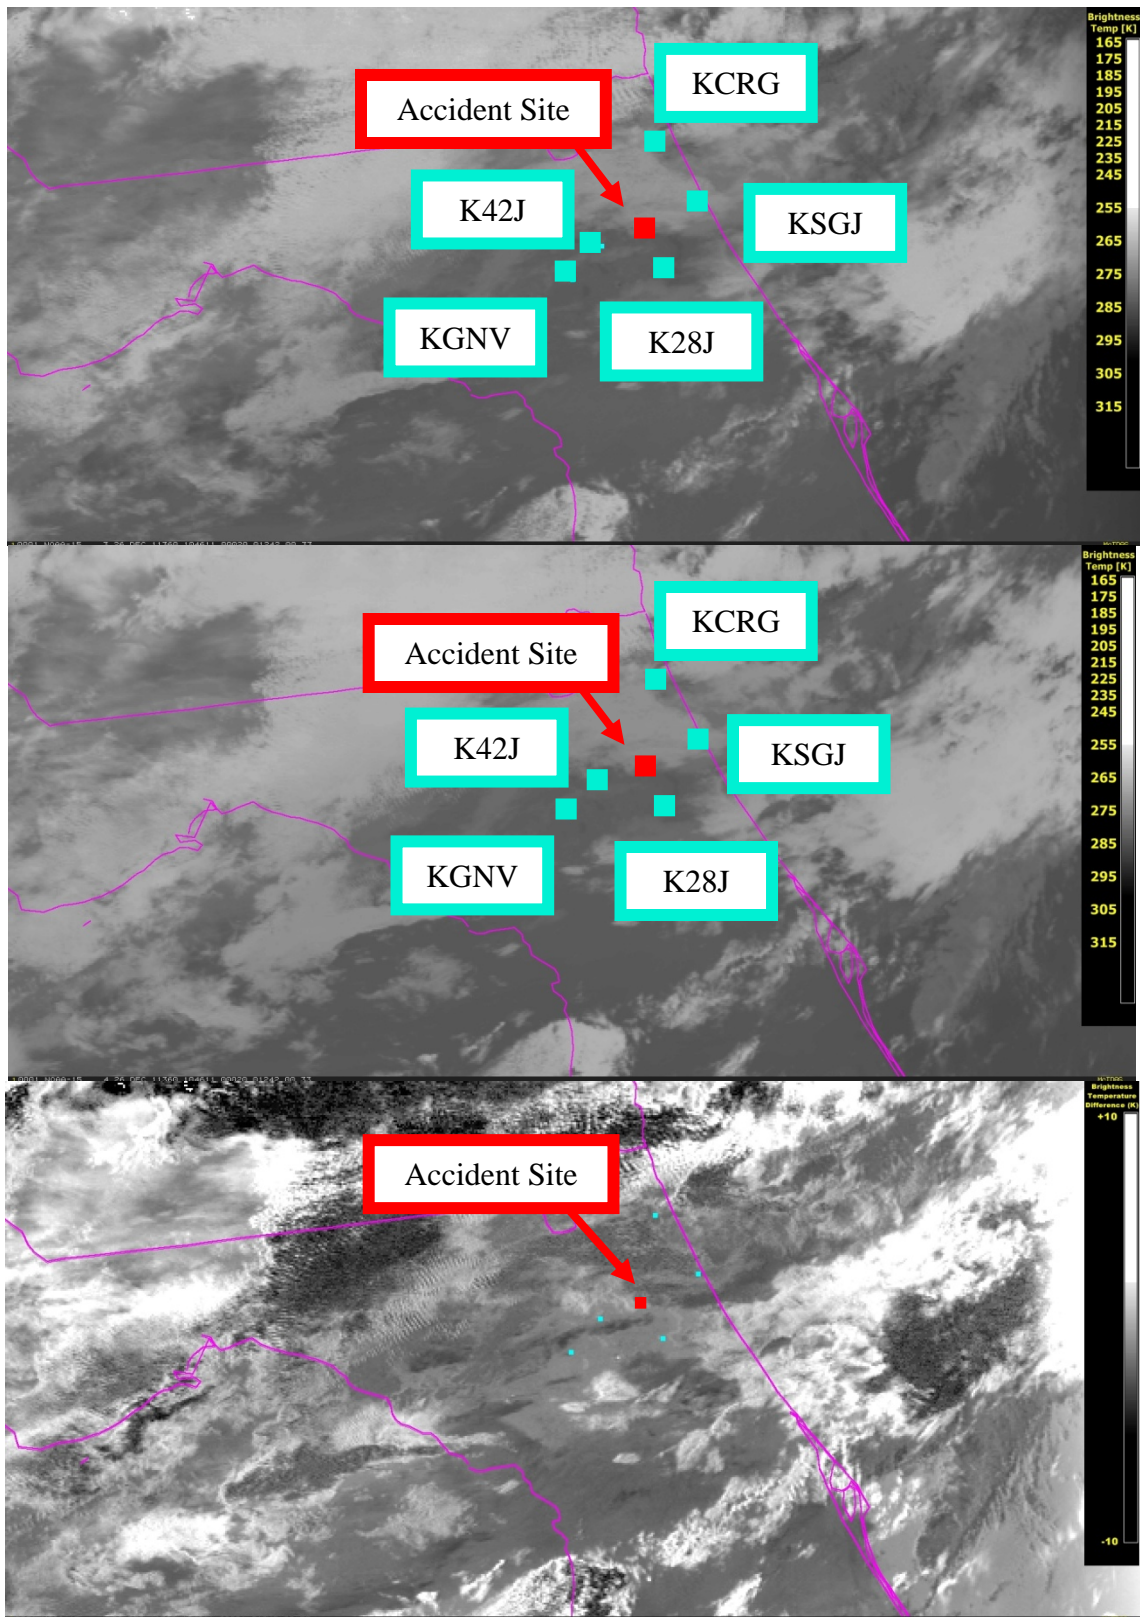 Brightness
Temp [K]
165
175
185
195
205
215
225
235
245
255
265
275
285
295
305
315
KCRG
Accident Site
K42J
KSGJ
KGNV
K28J
Brightness
Temp [K]
165
175
185
195
205
215
225
235
245
255
265
275
285
295
305
315
KCRG
Accident Site
K42J
KSGJ
KGNV
K28J
Brightness
Temperature
Difference (K)
+10
Accident Site
-10